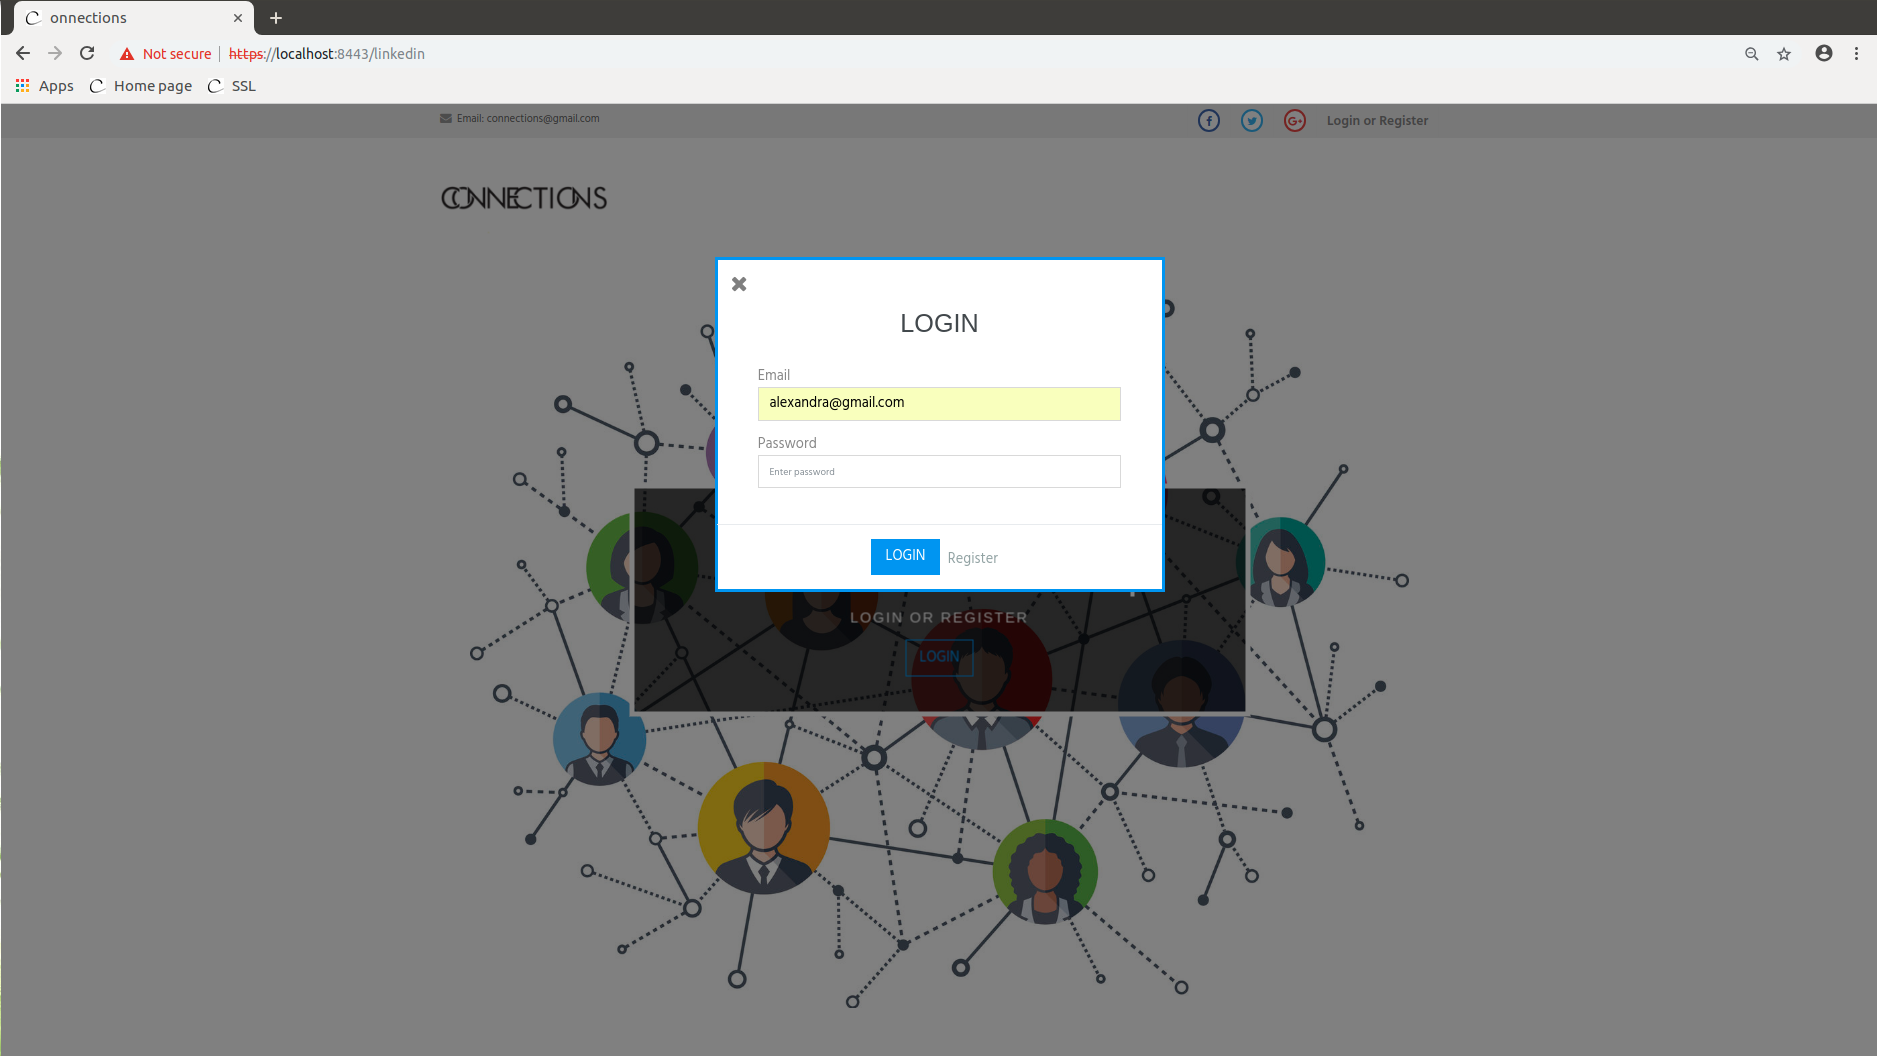 onnections
Not secure https://localhost:8443/linkedin
Apps Home page SSL
Email: connections@gmail.com
Login or Register
CONNECTIONS
LOGIN
Email
alexandra@gmail.com
Password
Enter password
LOGIN Register
LOGIN OR REGISTER
LOGIN